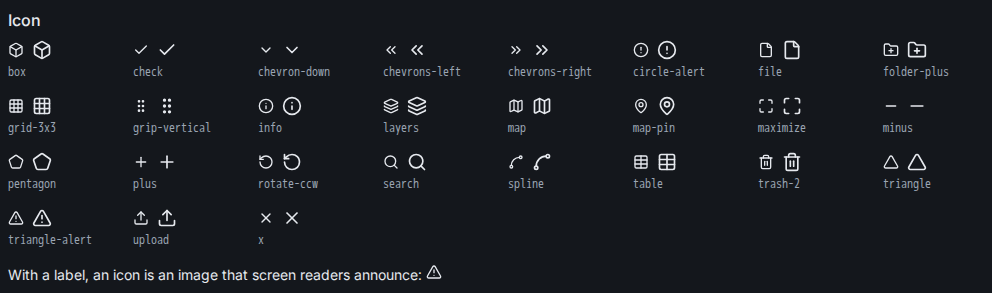 Icon
box check chevron-down chevrons-left chevrons-right circle-alert file folder-plus
grid-3x3 grip-vertical info layers map map-pin maximize minus
pentagon plus rotate-ccw search spline table trash-2 triangle
triangle-alert upload x
With a label, an icon is an image that screen readers announce: